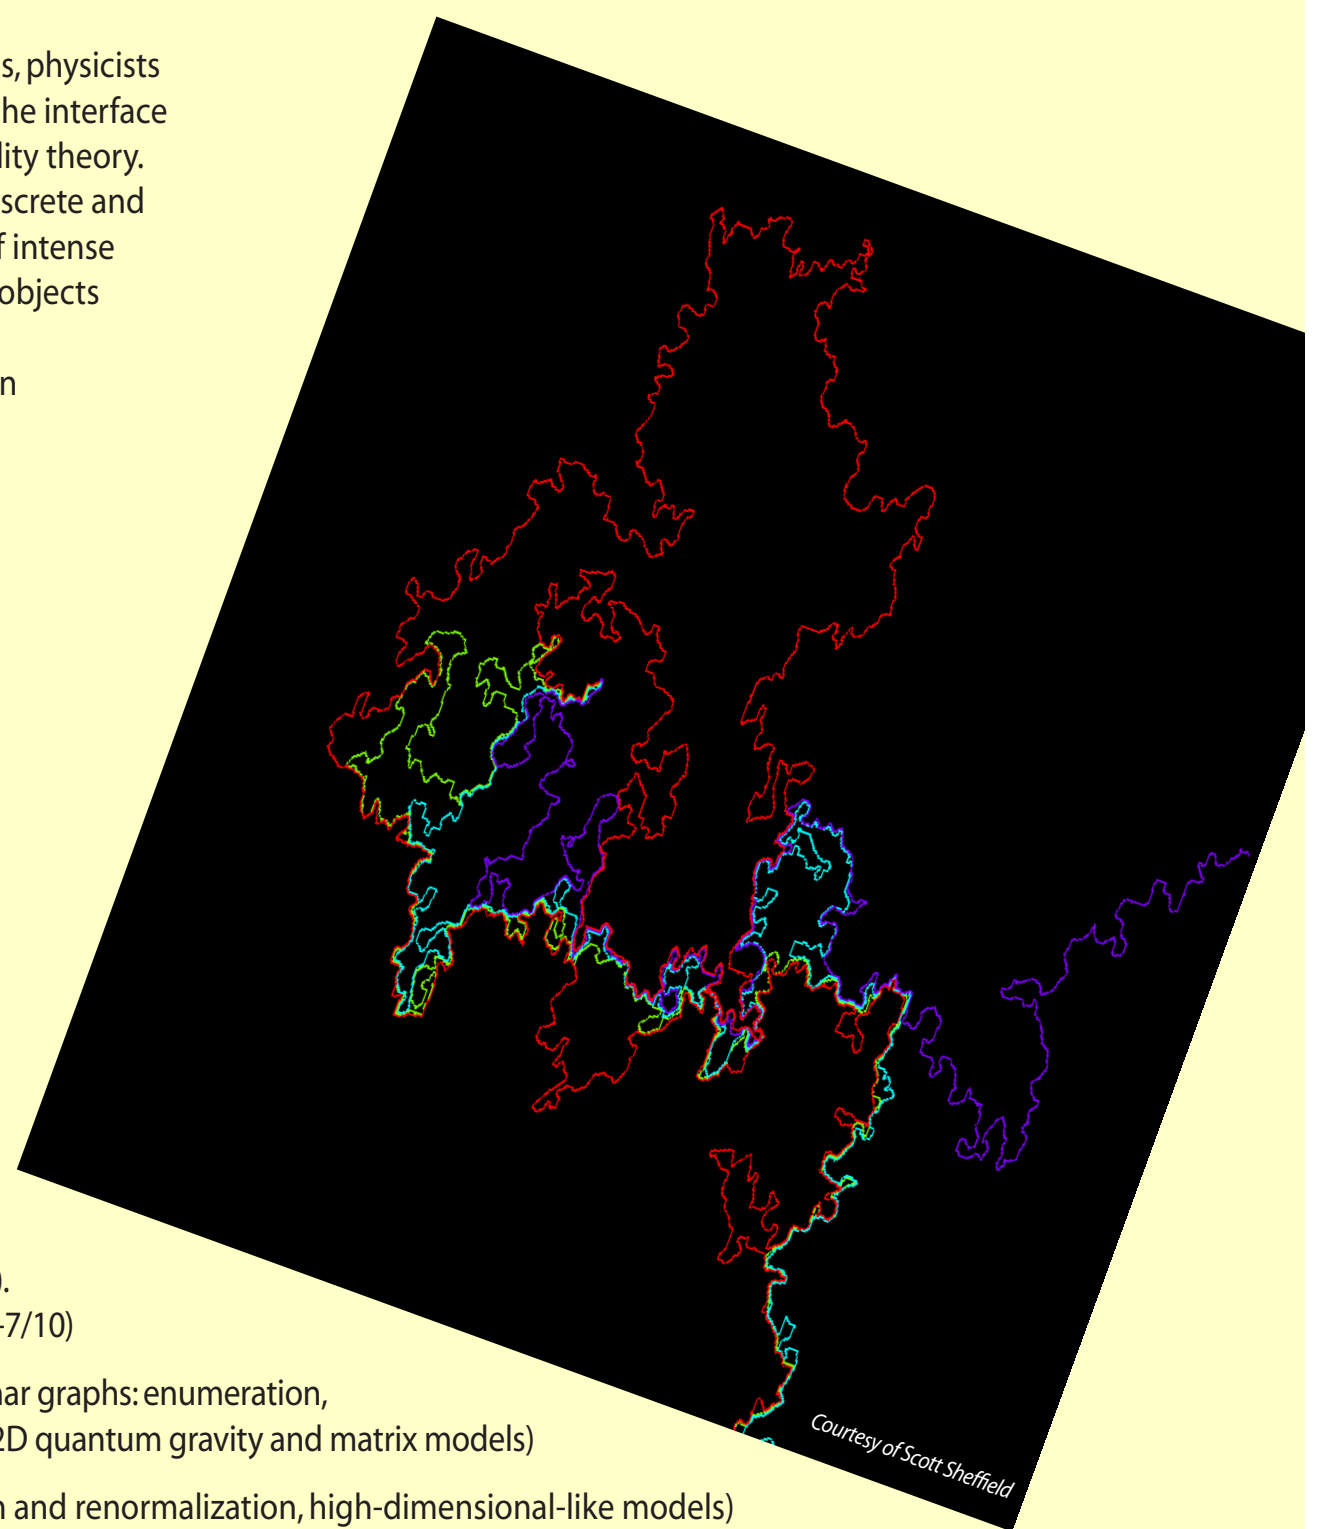 s, physicists
he interface
lity theory.
screte and
f intense
objects
n
).
-7/10)
nar graphs: enumeration,
2D quantum gravity and matrix models)
n and renormalization, high-dimensional-like models)
Courtesy of Scott Sheffield